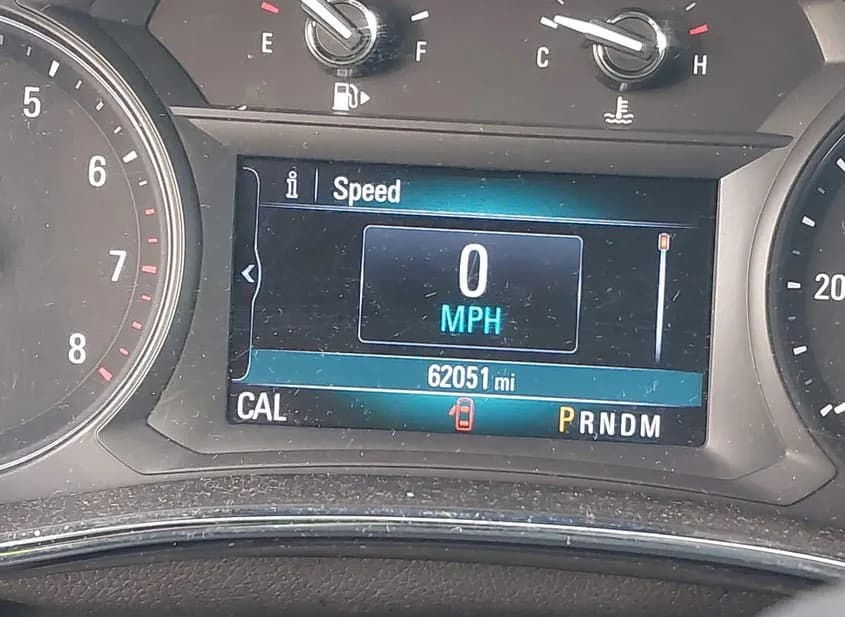 E F
C H
5
6
7
8
i Speed
0
MPH
20
62051 mi
CAL
PRNDM